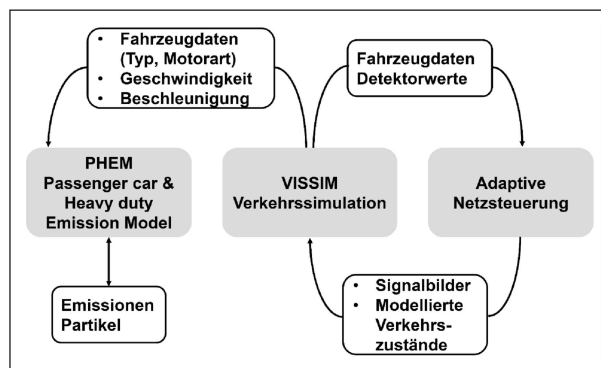 • Fahrzeugdaten
(Typ, Motorart)
• Geschwindigkeit
• Beschleunigung
Fahrzeugdaten
Detektorwerte
PHEM
Passenger car &
Heavy duty
Emission Model
VISSIM
Verkehrssimulation
Adaptive
Netzsteuerung
Emissionen
Partikel
• Signalbilder
• Modellierte
Verkehrs-
zustände